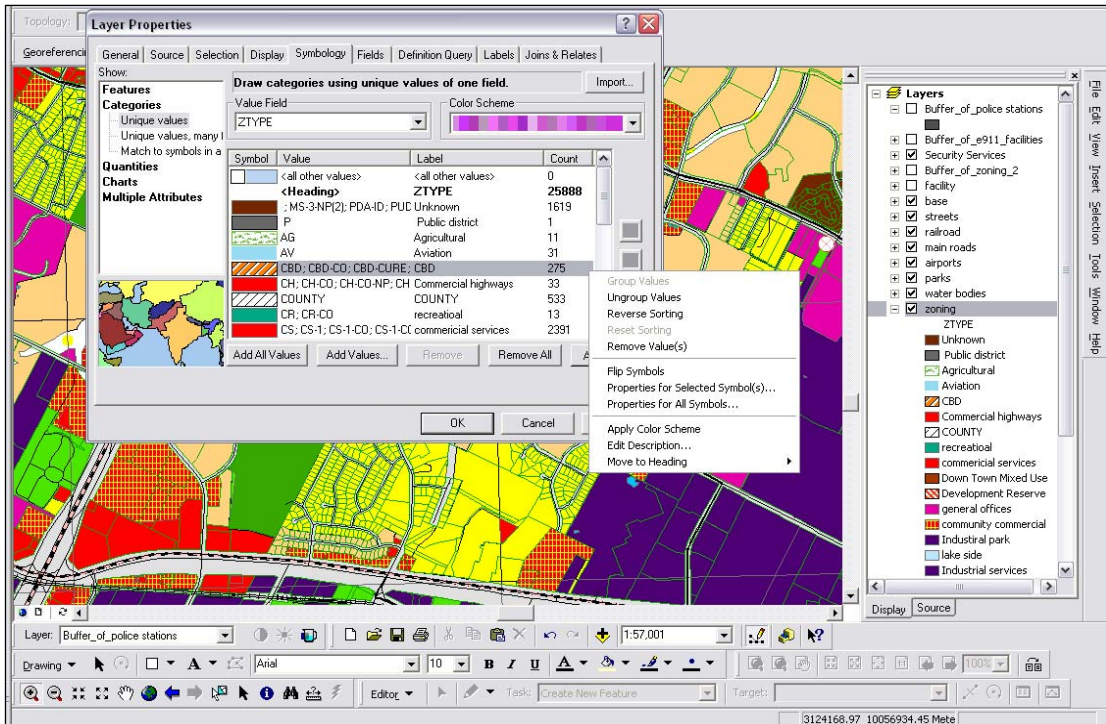 Topology:
Layer Properties
Georeferenci
General Source Selection Display Symbology Fields Definition Query Labels Joins & Relates
Show:
Features
Categories
Unique values
Unique values, many
Match to symbols in a
Quantities
Charts
Multiple Attributes
Draw categories using unique values of one field.
Import...
Value Field
ZTYPE
Color Scheme
Symbol Value Label Count
<all other values> <all other values> 0
<Heading> ZTYPE 25888
; MS-3-NP(2); PDA-ID; PUD Unknown 1619
P Public district 1
AG Agricultural 11
AV Aviation 31
CBD; CBD-CO; CBD-CURE; CBD 275
CH; CH-CO; CH-CO-NP; CH Commercial highways 33
COUNTY COUNTY 533
CR; CR-CO recreatioal 13
CS; CS-1; CS-1-CO; CS-1-CC commericial services 2391
Add All Values Add Values... Remove Remove All A
OK Cancel
Group Values
Ungroup Values
Reverse Sorting
Reset Sorting
Remove Value(s)
Flip Symbols
Properties for Selected Symbol(s)...
Properties for All Symbols...
Apply Color Scheme
Edit Description...
Move to Heading
Layers
Buffer_of_police stations
Buffer_of_e911_facilities
Security Services
Buffer_of_zoning_2
facility
base
streets
railroad
main roads
airports
parks
water bodies
zoning
ZTYPE
Unknown
Public district
Agricultural
Aviation
CBD
Commercial highways
COUNTY
recreatioal
commercial services
Down Town Mixed Use
Development Reserve
general offices
community commercial
Industiral park
lake side
Industrial services
Display Source
File Edit View Insert Selection Tools Window Help
Layer: Buffer_of_police stations 1:57,001
Drawing Arial 10 B I U A 100%
Editor Task: Create New Feature Target:
3124168.97 10056934.45 Mete